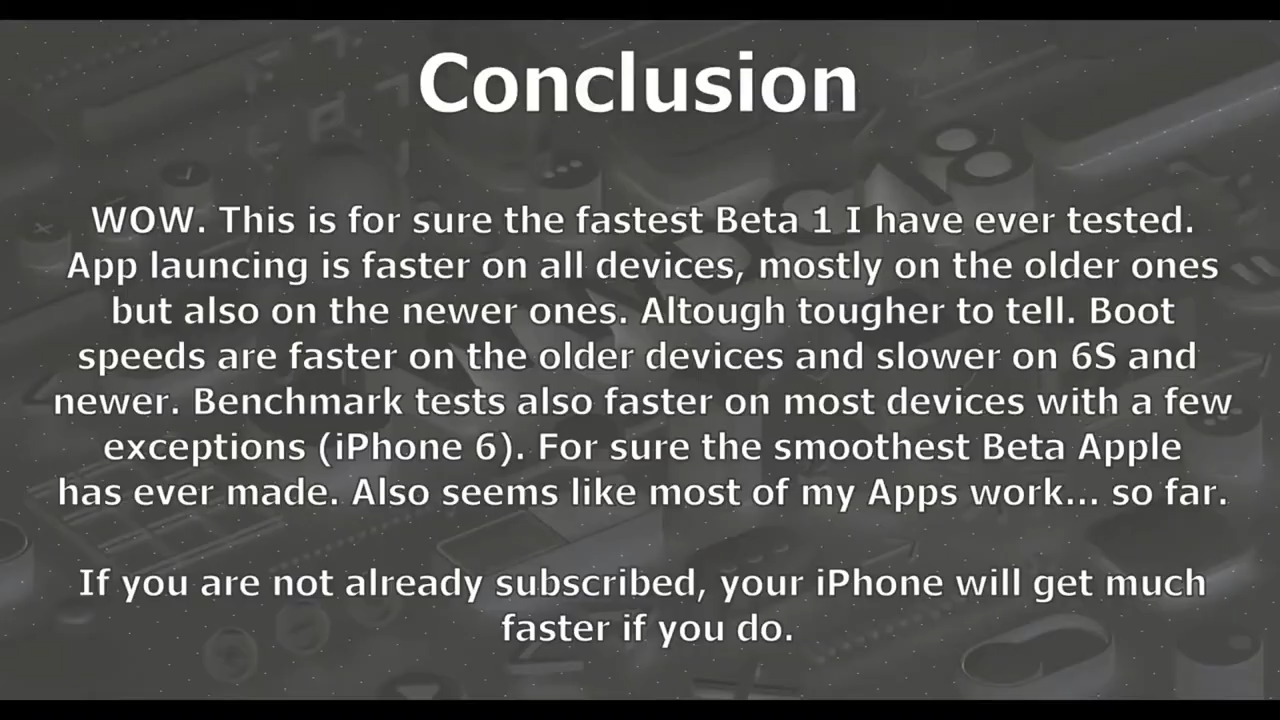 Conclusion
WOW. This is for sure the fastest Beta 1 I have ever tested.
App launcing is faster on all devices, mostly on the older ones
but also on the newer ones. Altough tougher to tell. Boot
speeds are faster on the older devices and slower on 6S and
newer. Benchmark tests also faster on most devices with a few
exceptions (iPhone 6). For sure the smoothest Beta Apple
has ever made. Also seems like most of my Apps work... so far.
If you are not already subscribed, your iPhone will get much
faster if you do.